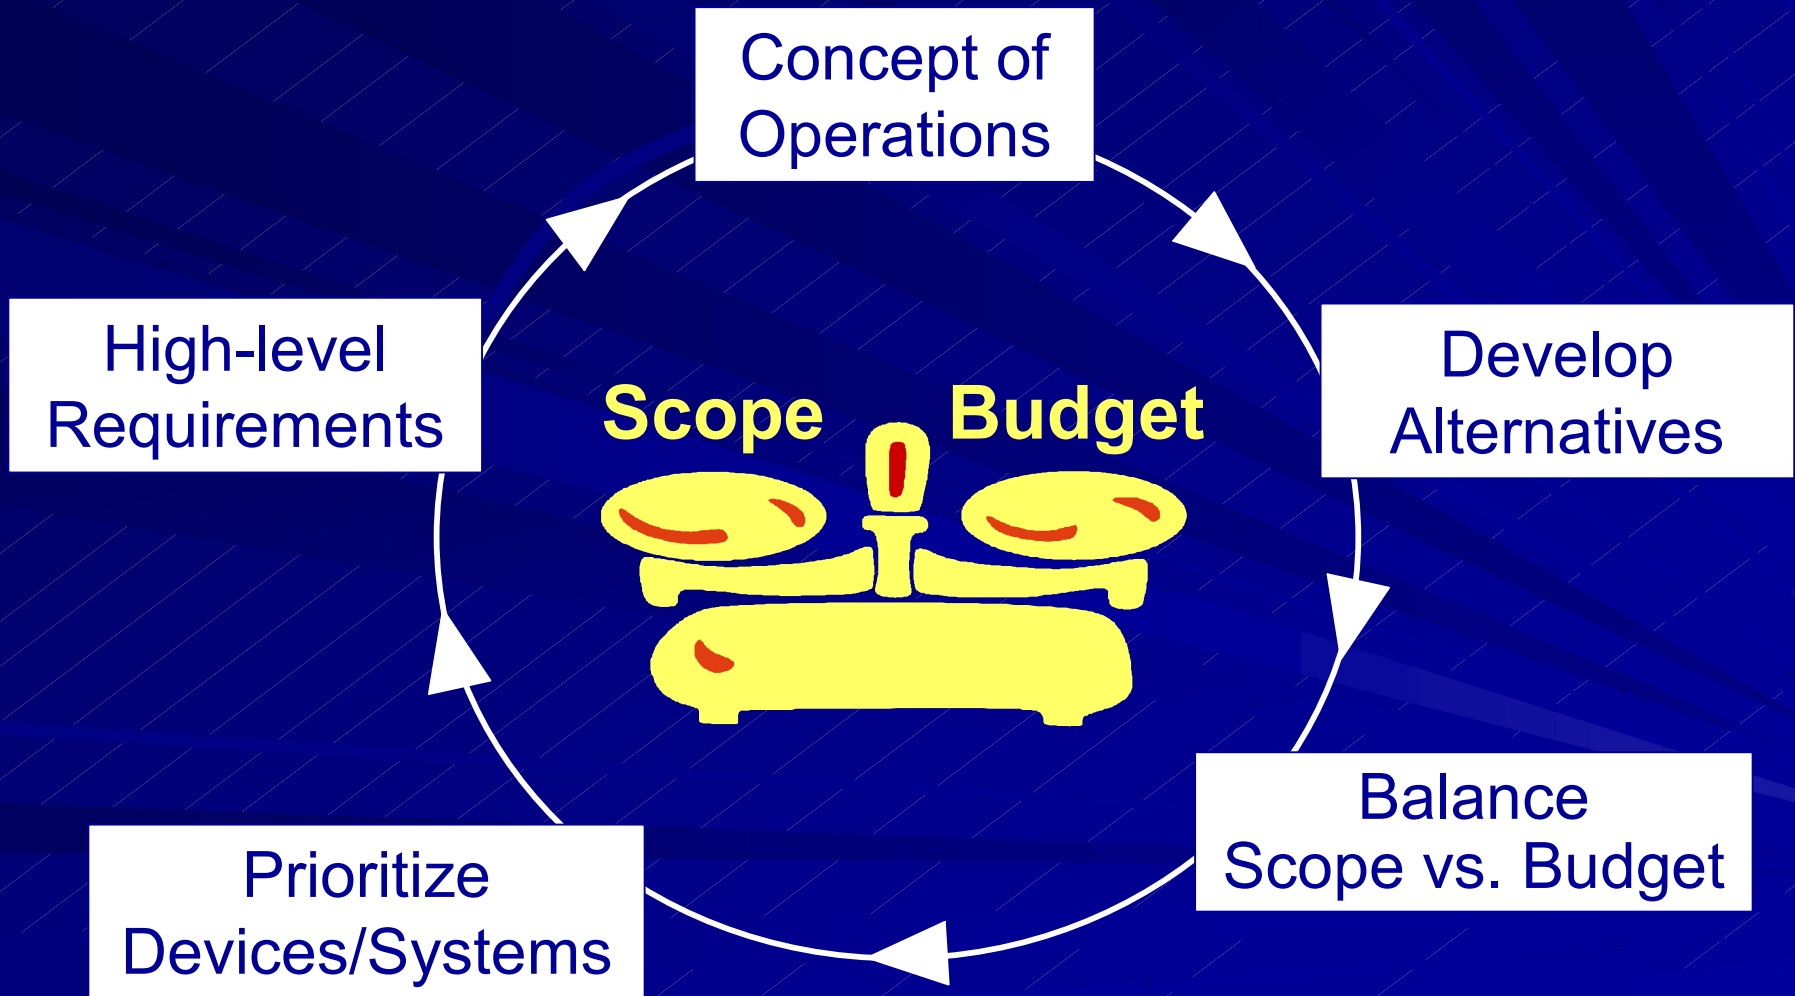 Concept of
Operations
High-level
Requirements
Develop
Alternatives
Scope
Budget
Balance
Scope vs. Budget
Prioritize
Devices/Systems